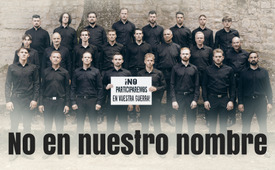 ¡NO
PARTICIPAREMOS
EN VUESTRA GUERRA!
No en nuestro nombre